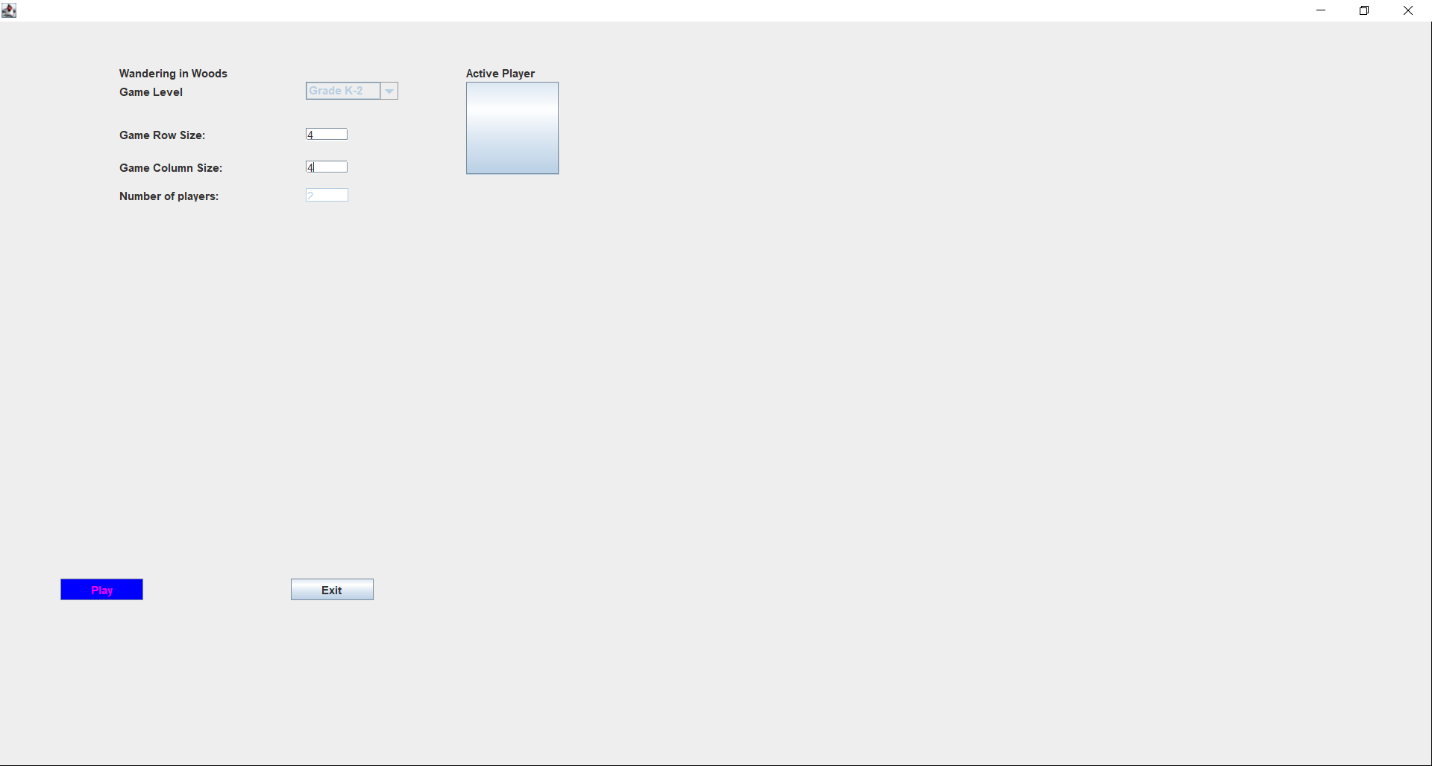 Wandering in Woods
Active Player
Game Level
Grade K-2
Game Row Size:
4
Game Column Size:
4
Number of players:
2
Play
Exit